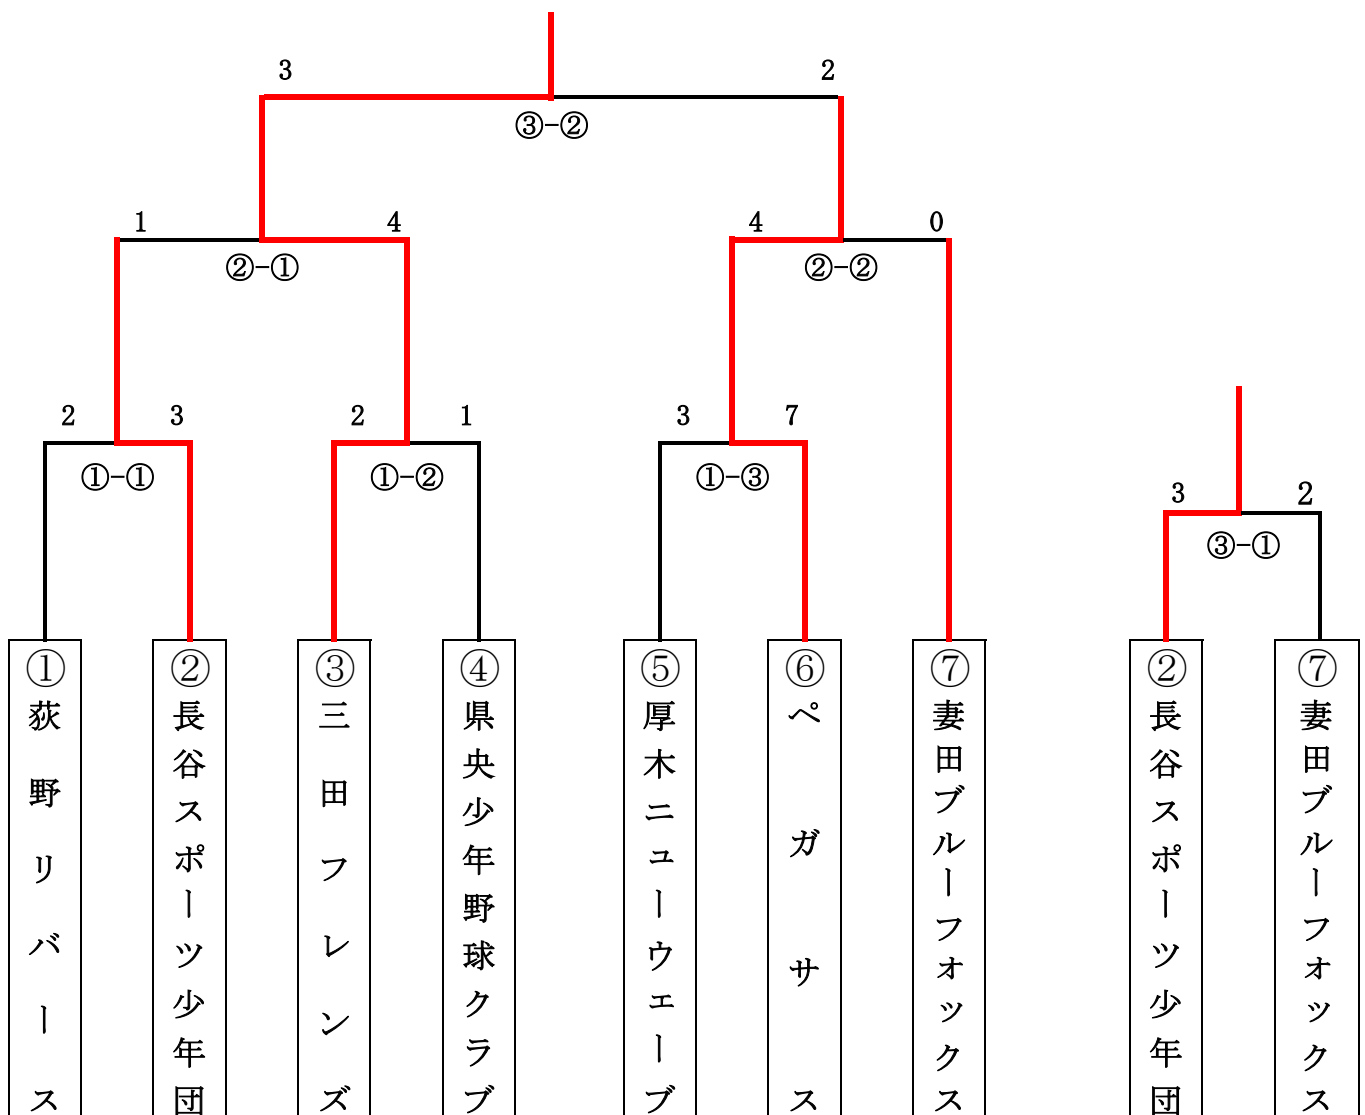 3 2
③-②
1 4 4 0
②-① ②-②
2 3 2 1 3 7
①-① ①-② ①-③
3 2
③-①
①荻野リバース
②長谷スポーツ少年団
③三田フレンズ
④県央少年野球クラブ
⑤厚木ニューウェーブ
⑥ペガサス
⑦妻田ブルーフォックス
②長谷スポーツ少年団
⑦妻田ブルーフォックス